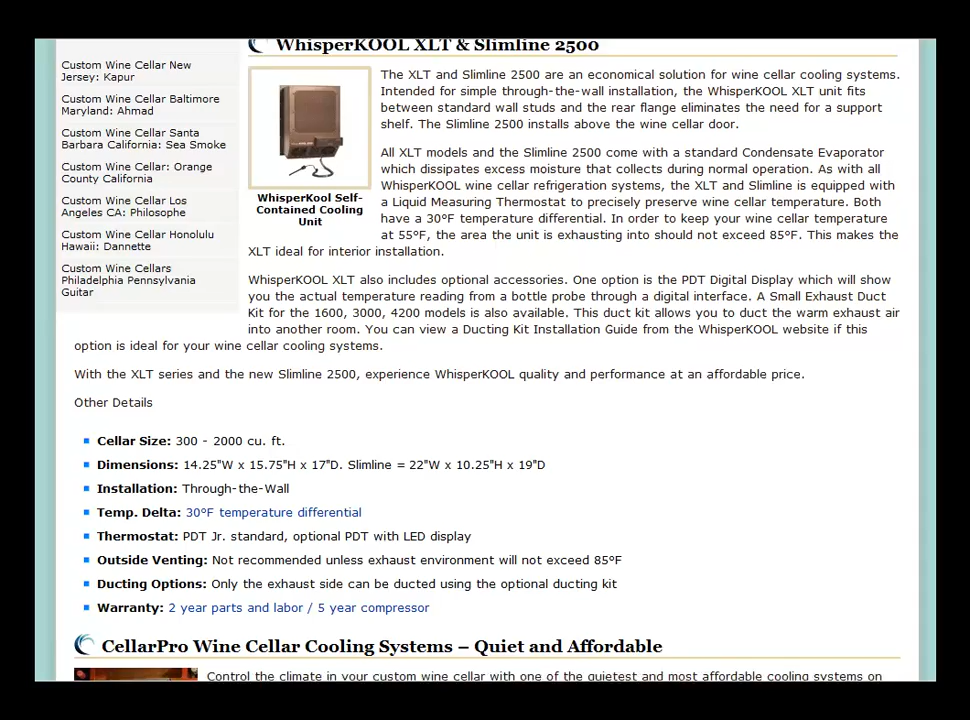 WhisperKOOL XLT & Slimline 2500
Custom Wine Cellar New
Jersey: Kapur
Custom Wine Cellar Baltimore
Maryland: Ahmad
Custom Wine Cellar Santa
Barbara California: Sea Smoke
Custom Wine Cellar: Orange
County California
Custom Wine Cellar Los
Angeles CA: Philosophe
Custom Wine Cellar Honolulu
Hawaii: Dannette
Custom Wine Cellars
Philadelphia Pennsylvania
Guitar
WhisperKool Self-
Contained Cooling
Unit
The XLT and Slimline 2500 are an economical solution for wine cellar cooling systems.
Intended for simple through-the-wall installation, the WhisperKOOL XLT unit fits
between standard wall studs and the rear flange eliminates the need for a support
shelf. The Slimline 2500 installs above the wine cellar door.
All XLT models and the Slimline 2500 come with a standard Condensate Evaporator
which dissipates excess moisture that collects during normal operation. As with all
WhisperKOOL wine cellar refrigeration systems, the XLT and Slimline is equipped with
a Liquid Measuring Thermostat to precisely preserve wine cellar temperature. Both
have a 30ºF temperature differential. In order to keep your wine cellar temperature
at 55ºF, the area the unit is exhausting into should not exceed 85ºF. This makes the
XLT ideal for interior installation.
WhisperKOOL XLT also includes optional accessories. One option is the PDT Digital Display which will show
you the actual temperature reading from a bottle probe through a digital interface. A Small Exhaust Duct
Kit for the 1600, 3000, 4200 models is also available. This duct kit allows you to duct the warm exhaust air
into another room. You can view a Ducting Kit Installation Guide from the WhisperKOOL website if this
option is ideal for your wine cellar cooling systems.
With the XLT series and the new Slimline 2500, experience WhisperKOOL quality and performance at an affordable price.
Other Details
Cellar Size: 300 - 2000 cu. ft.
Dimensions: 14.25"W x 15.75"H x 17"D. Slimline = 22"W x 10.25"H x 19"D
Installation: Through-the-Wall
Temp. Delta: 30ºF temperature differential
Thermostat: PDT Jr. standard, optional PDT with LED display
Outside Venting: Not recommended unless exhaust environment will not exceed 85ºF
Ducting Options: Only the exhaust side can be ducted using the optional ducting kit
Warranty: 2 year parts and labor / 5 year compressor
CellarPro Wine Cellar Cooling Systems – Quiet and Affordable
Control the climate in your custom wine cellar with one of the quietest and most affordable cooling systems on